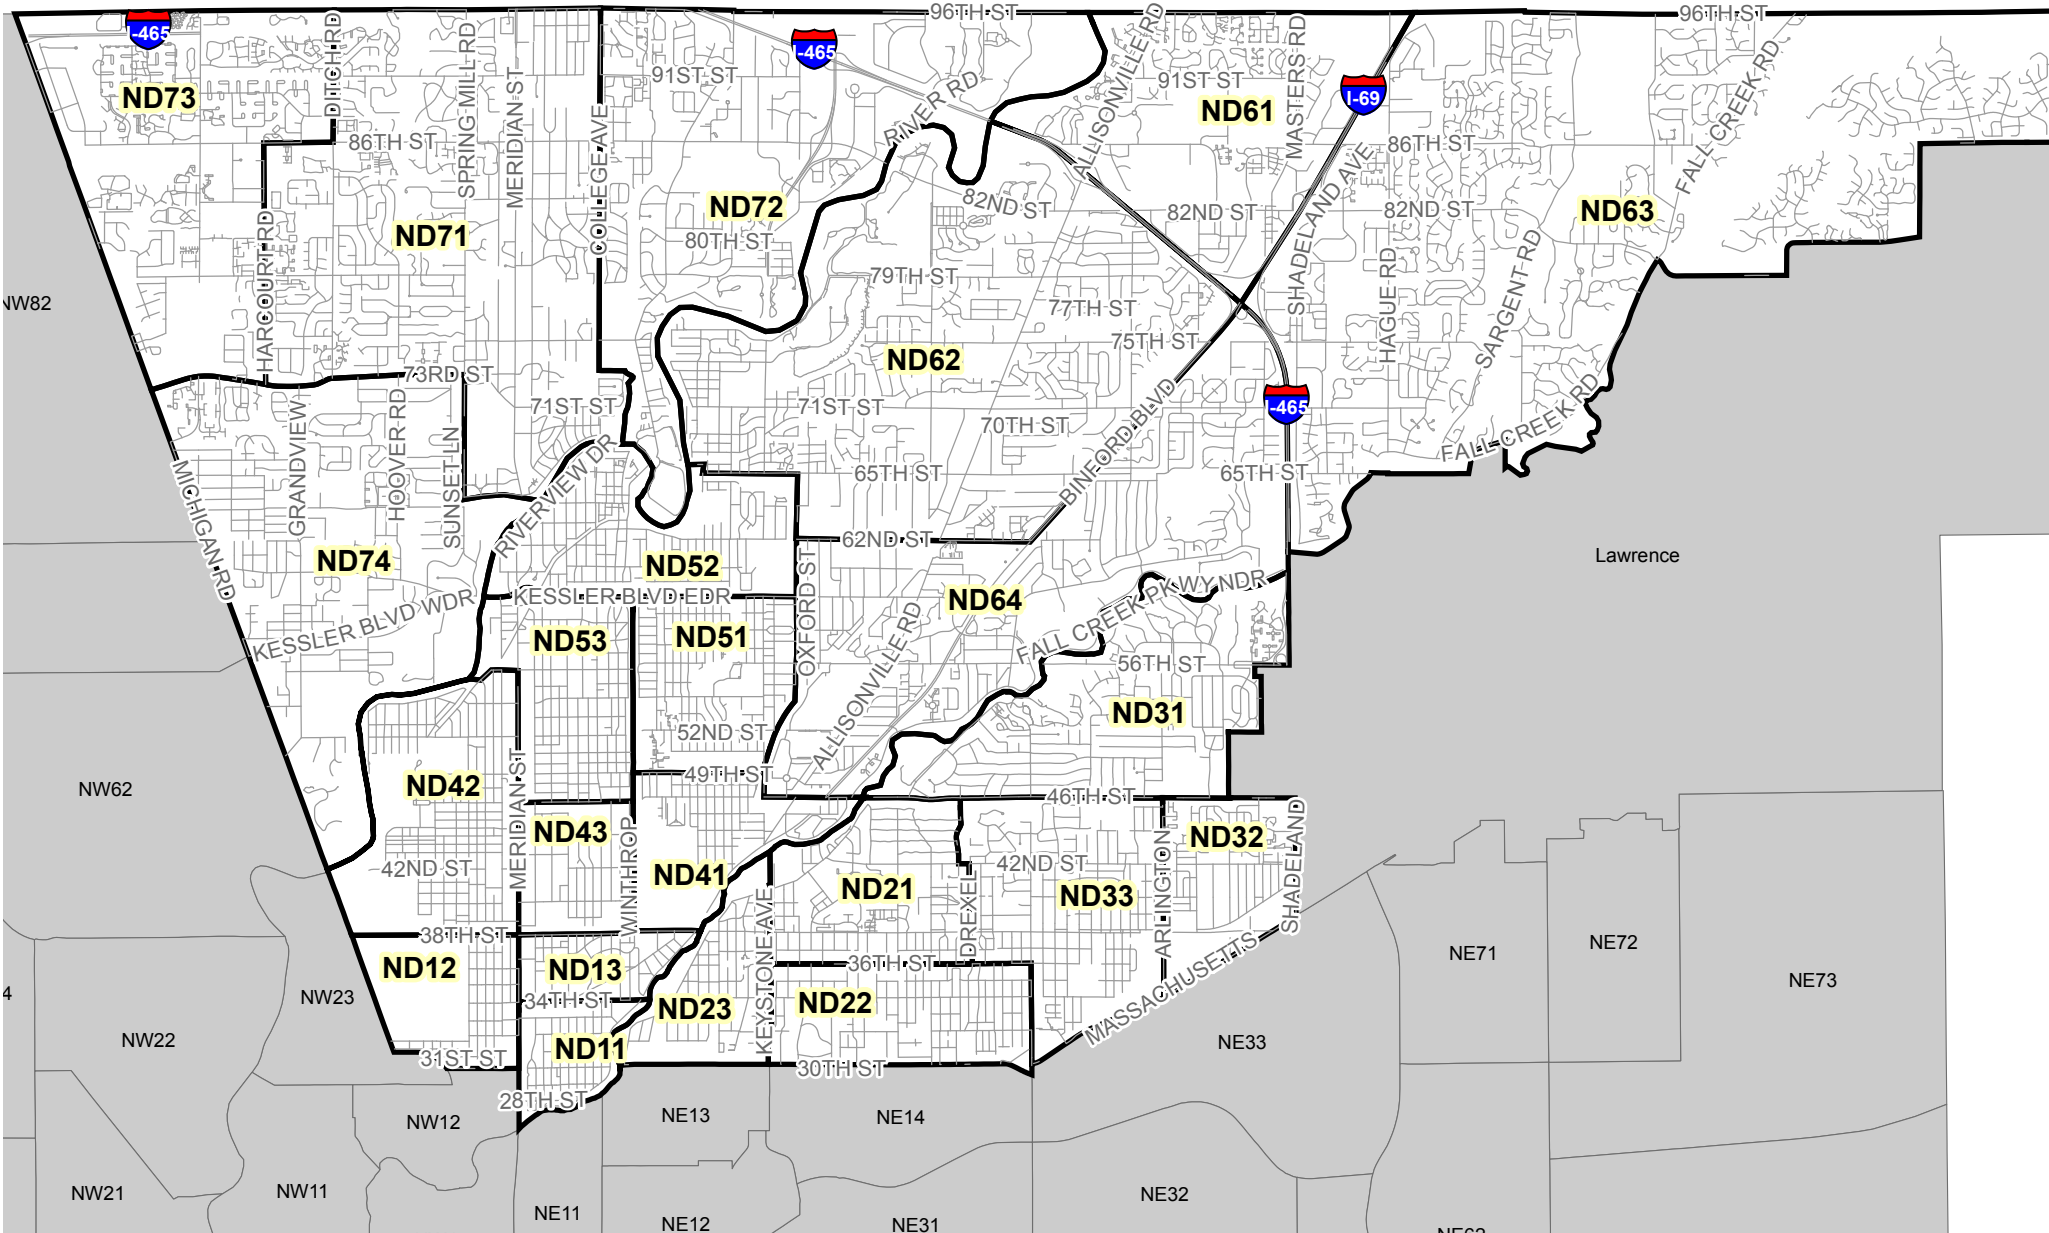 96TH ST
96TH ST
I-465
DITCH RD
SPRING MILL RD
MERIDIAN ST
I-465
91ST ST
ALLISONVILLE RD
MASTERS RD
91ST ST
FALL CREEK RD
ND73
RIVER RD
ND61
I-69
COLLEGE AVE
86TH ST
86TH ST
SHADELAND AVE
ND72
82ND ST
82ND ST
82ND ST
ND63
HARCOURT RD
ND71
80TH ST
79TH ST
HAGUE RD
SARGENT RD
NW82
77TH ST
75TH ST
ND62
73RD ST
71ST ST
71ST ST
70TH ST
BINFORD BLVD
I-465
FALL CREEK RD
GRANDVIEW
HOOVER RD
SUNSET LN
RIVERVIEW DR
65TH ST
65TH ST
MICHIGAN RD
62ND ST
Lawrence
ND74
ND52
OXFORD ST
KESSLER BLVD WDR
KESSLER BLVD EDR
ND64
FALL CREEK PKWY NDR
ND53
ND51
ALLISONVILLE RD
56TH ST
ND31
52ND ST
49TH ST
NW62
ND42
MERIDIAN ST
46TH ST
ND43
WINTHROP
ND32
SHADELAND
42ND ST
42ND ST
ND41
ND21
DREXEL
ND33
ARLINGTON
38TH ST
KEYSTONE AVE
NE71
NE72
ND12
ND13
36TH ST
MASSACHUSETTS
NE73
4
NW23
34TH ST
ND23
ND22
NW22
31ST ST
ND11
30TH ST
NE33
28TH ST
NW12
NE13
NE14
NW21
NW11
NE11
NE12
NE31
NE32